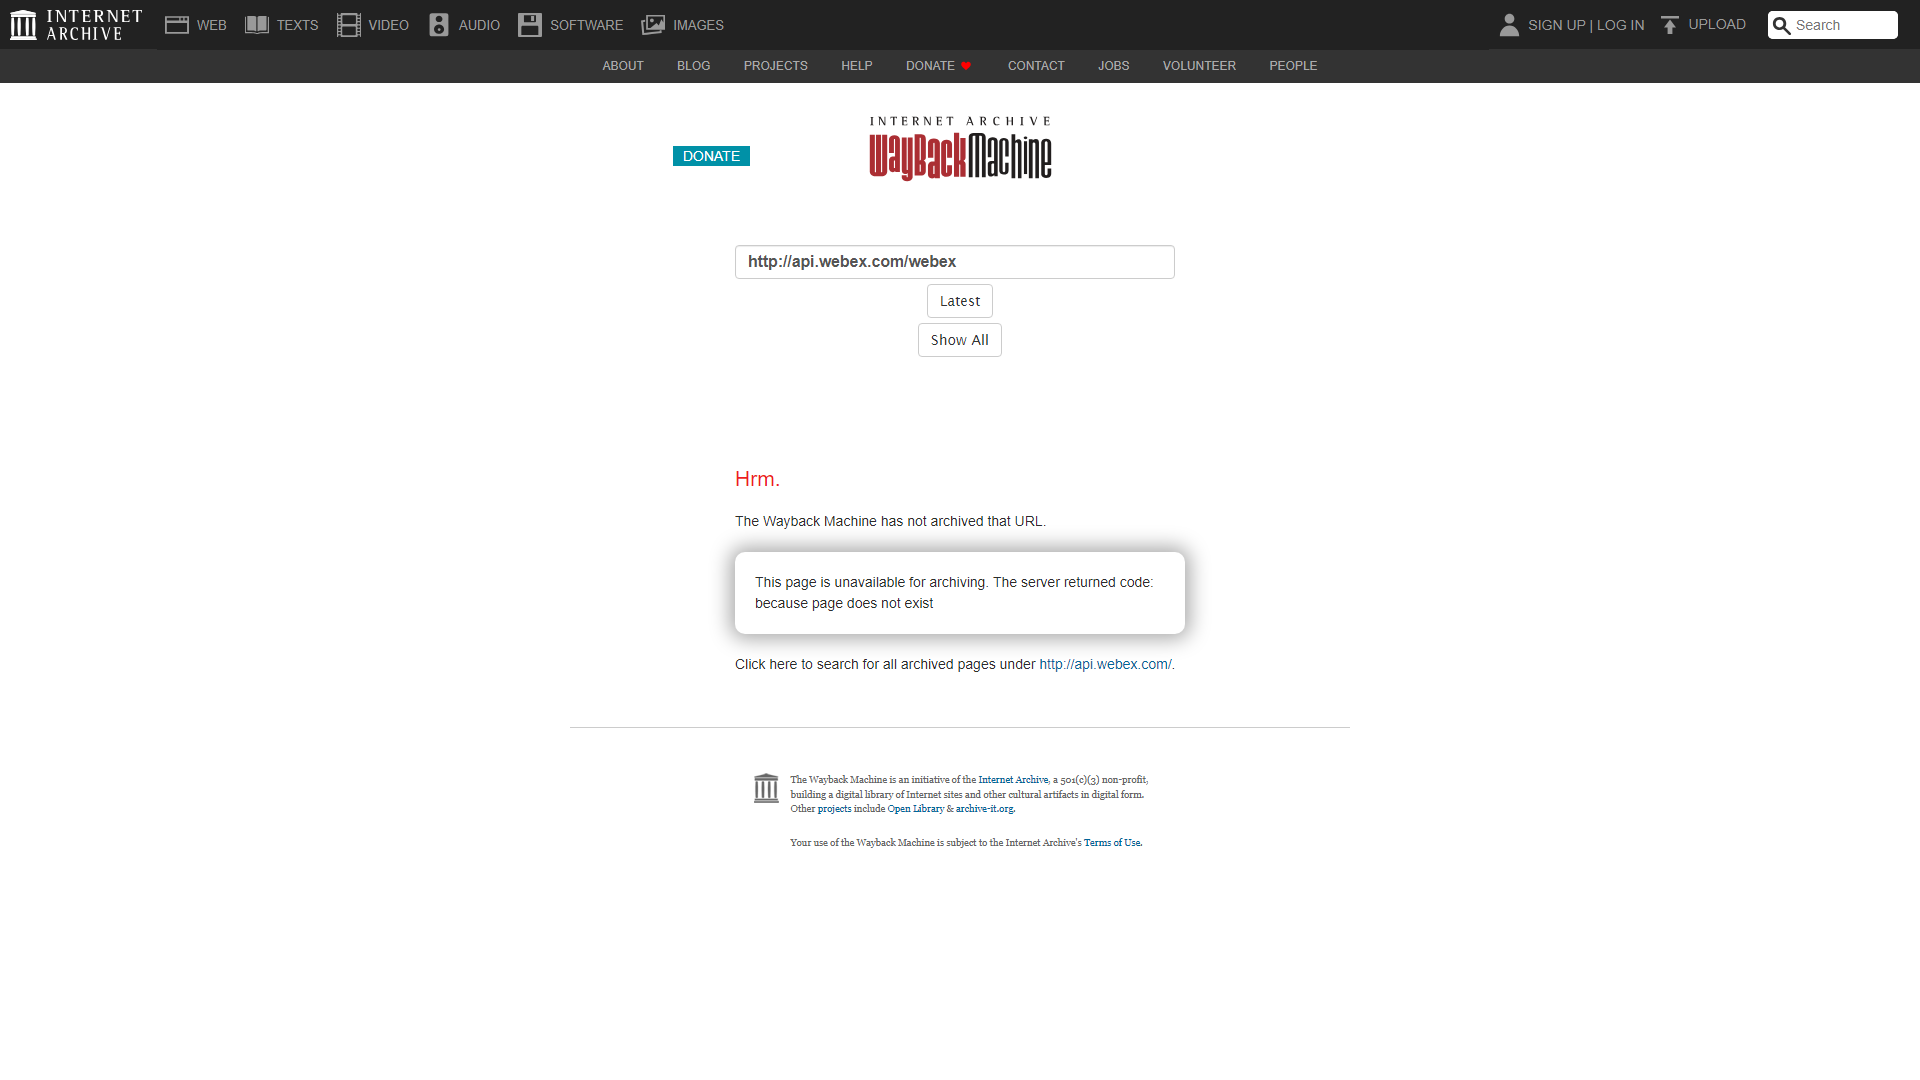 INTERNET ARCHIVE
WEB
TEXTS
VIDEO
AUDIO
SOFTWARE
IMAGES
SIGN UP | LOG IN
UPLOAD
Search
ABOUT
BLOG
PROJECTS
HELP
DONATE
CONTACT
JOBS
VOLUNTEER
PEOPLE
DONATE
INTERNET ARCHIVE
WayBackMachine
http://api.webex.com/webex
Latest
Show All
Hrm.
The Wayback Machine has not archived that URL.
This page is unavailable for archiving. The server returned code:
because page does not exist
Click here to search for all archived pages under http://api.webex.com/.
The Wayback Machine is an initiative of the Internet Archive, a 501(c)(3) non-profit,
building a digital library of Internet sites and other cultural artifacts in digital form.
Other projects include Open Library & archive-it.org.
Your use of the Wayback Machine is subject to the Internet Archive's Terms of Use.